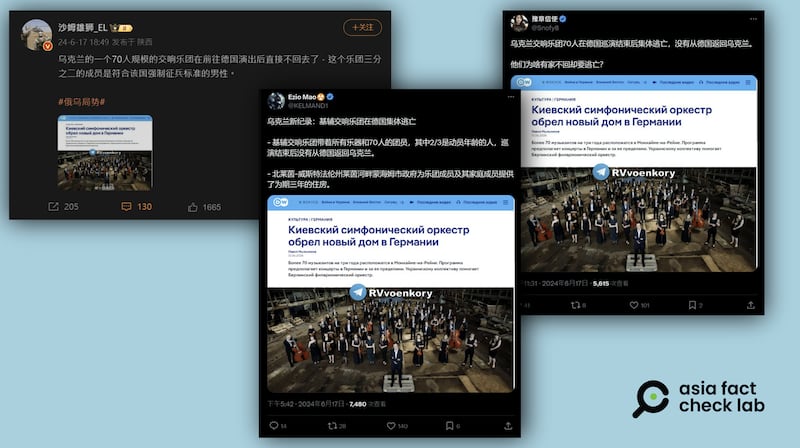 沙姆雄狮_EL
24-6-17 18:49 发布于 陕西
+关注
乌克兰的一个70人规模的交响乐团在前往德国演出后直接不回去了，这个乐团三分
之二的成员是符合该国强制征兵标准的男性。
#俄乌局势#
Киевский симфонический оркестр
обрел новый дом в Германии
RVvoenkory
205
130
1665
Ezio Mao
@KELMAND1
乌克兰新纪录：基辅交响乐团在德国集体逃亡
- 基辅交响乐团带着所有乐器和70人的团员，其中2/3是动员年龄的人，巡
演结束后没有从德国返回乌克兰。
- 北莱茵-威斯特法伦州莱茵河畔蒙海姆市政府为乐团成员及其家庭成员提供
了为期三年的住房。
DW
КУЛЬТУРА | ГЕРМАНИЯ
Киевский симфонический оркестр
обрел новый дом в Германии
Более 70 музыкантов на три года расположатся в Монхайме-на-Рейне. Программа
предполагает концерты в Германии и за ее пределами. Украинскому коллективу помогает
Берлинский филармонический оркестр.
RVvoenkory
下午5:42 · 2024年6月17日 · 7,480 次查看
14
28
140
6
豫章信使
@Snofy8
乌克兰交响乐团70人在德国巡演结束后集体逃亡，没有从德国返回乌克兰。
他们为啥有家不回却要逃亡？
DW
КУЛЬТУРА | ГЕРМАНИЯ
Киевский симфонический оркестр
обрел новый дом в Германии
Более 70 музыкантов на три года расположатся в Монхайме-на-Рейне. Программа
предполагает концерты в Германии и за ее пределами. Украинскому коллективу помогает
Берлинский филармонический оркестр.
RVvoenkory
11:31 · 2024年6月17日 · 5,615 次查看
8
101
2
asia fact
check lab